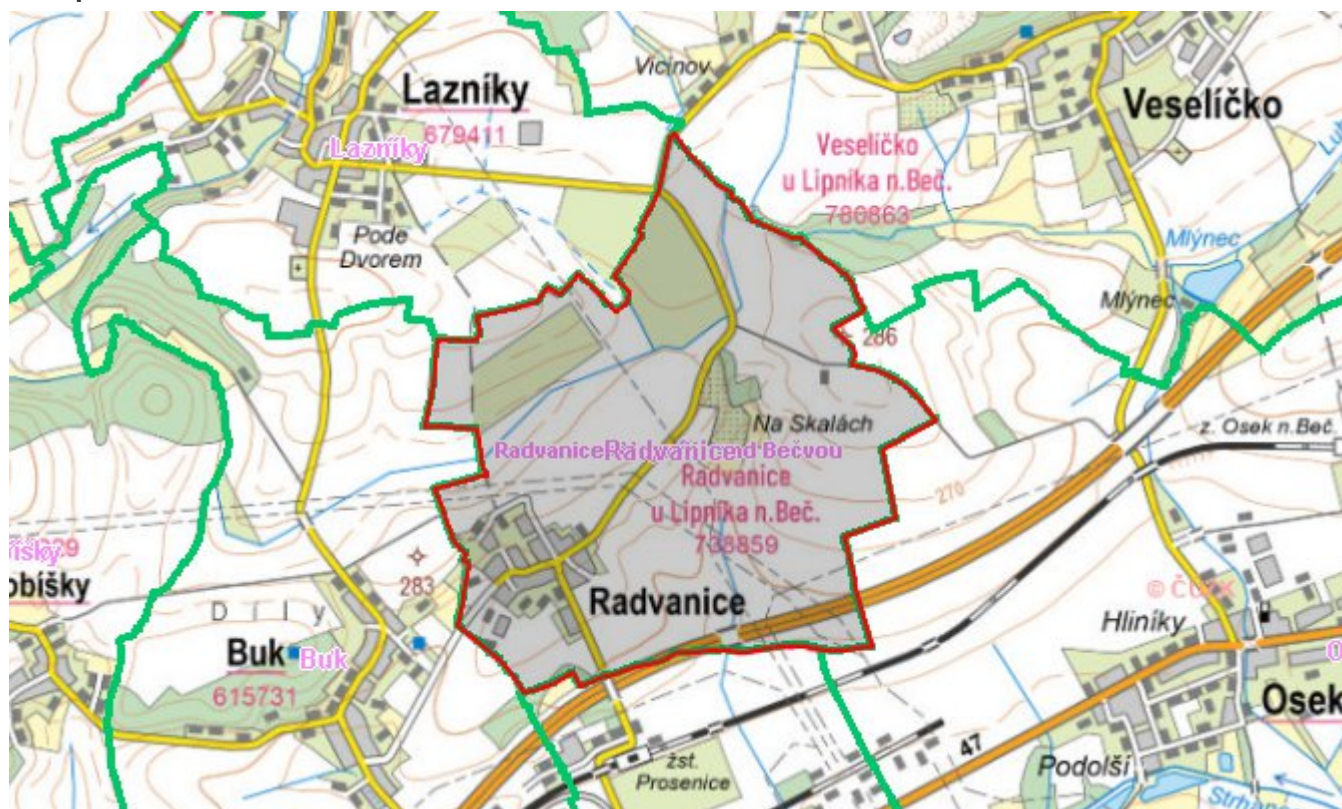 Vicinov
Lazníky
679411
Lazníky
Veselíčko
Veselíčko
u Lipníka n.Beč.
780863
Pode
Dvorem
Mlýnec
Mlýnec
286
Na Skalách
z. Osek n.Beč.
Radvanice
Radvanice
nad Bečvou
Radvanice
u Lipníka n.Beč.
738859
270
283
Díly
Radvanice
© ČÚZK
Hliníky
Buk
Buk
615731
Osek
47
žst.
Prosenice
Podolší